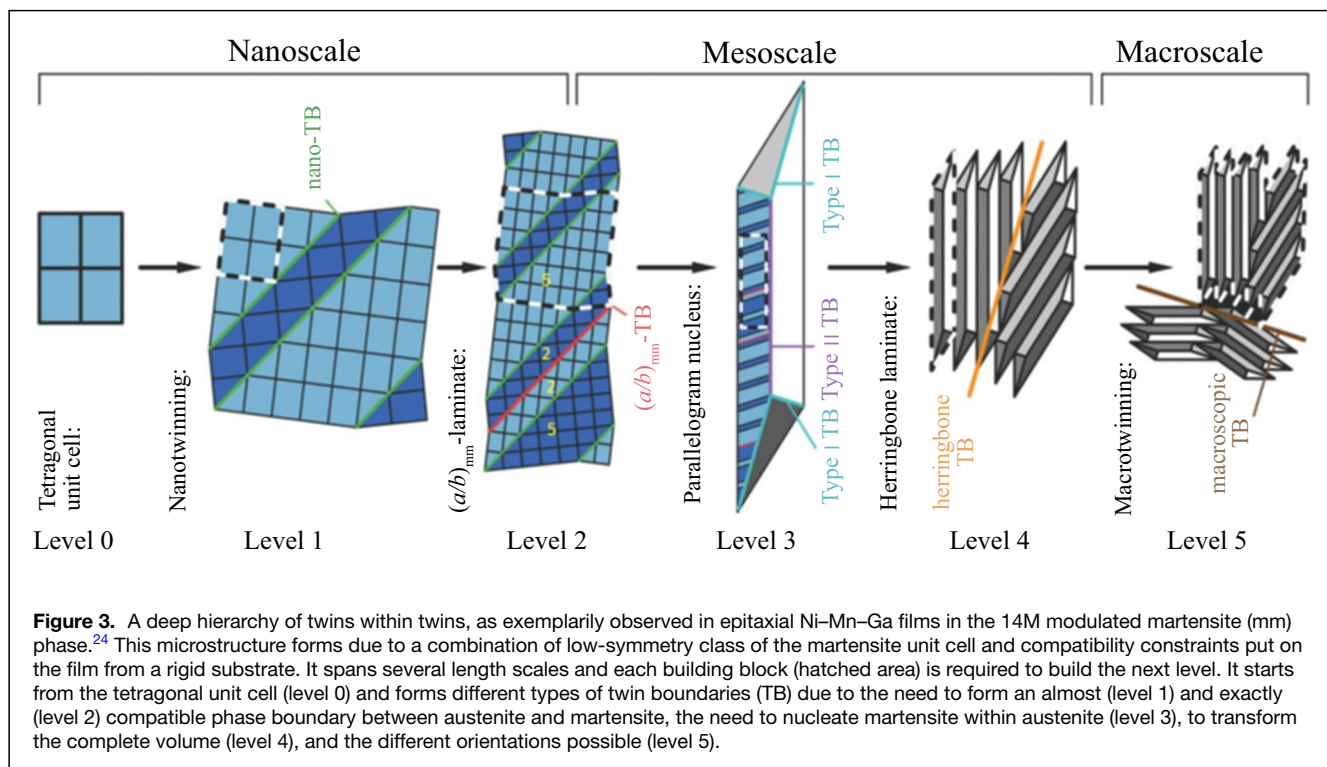 Nanoscale
Mesoscale
Macroscale
Tetragonal
unit cell:
Nanotwinning:
nano-TB
(a/b)mm-laminate:
5
2
2
5
(a/b)mm-TB
Parallelogram nucleus:
Type | TB
Type || TB
Type | TB
Herringbone laminate:
herringbone
TB
Macrotwinning:
macroscopic
TB
Level 0
Level 1
Level 2
Level 3
Level 4
Level 5
Figure 3. A deep hierarchy of twins within twins, as exemplarily observed in epitaxial Ni–Mn–Ga films in the 14M modulated martensite (mm)
phase.24 This microstructure forms due to a combination of low-symmetry class of the martensite unit cell and compatibility constraints put on
the film from a rigid substrate. It spans several length scales and each building block (hatched area) is required to build the next level. It starts
from the tetragonal unit cell (level 0) and forms different types of twin boundaries (TB) due to the need to form an almost (level 1) and exactly
(level 2) compatible phase boundary between austenite and martensite, the need to nucleate martensite within austenite (level 3), to transform
the complete volume (level 4), and the different orientations possible (level 5).